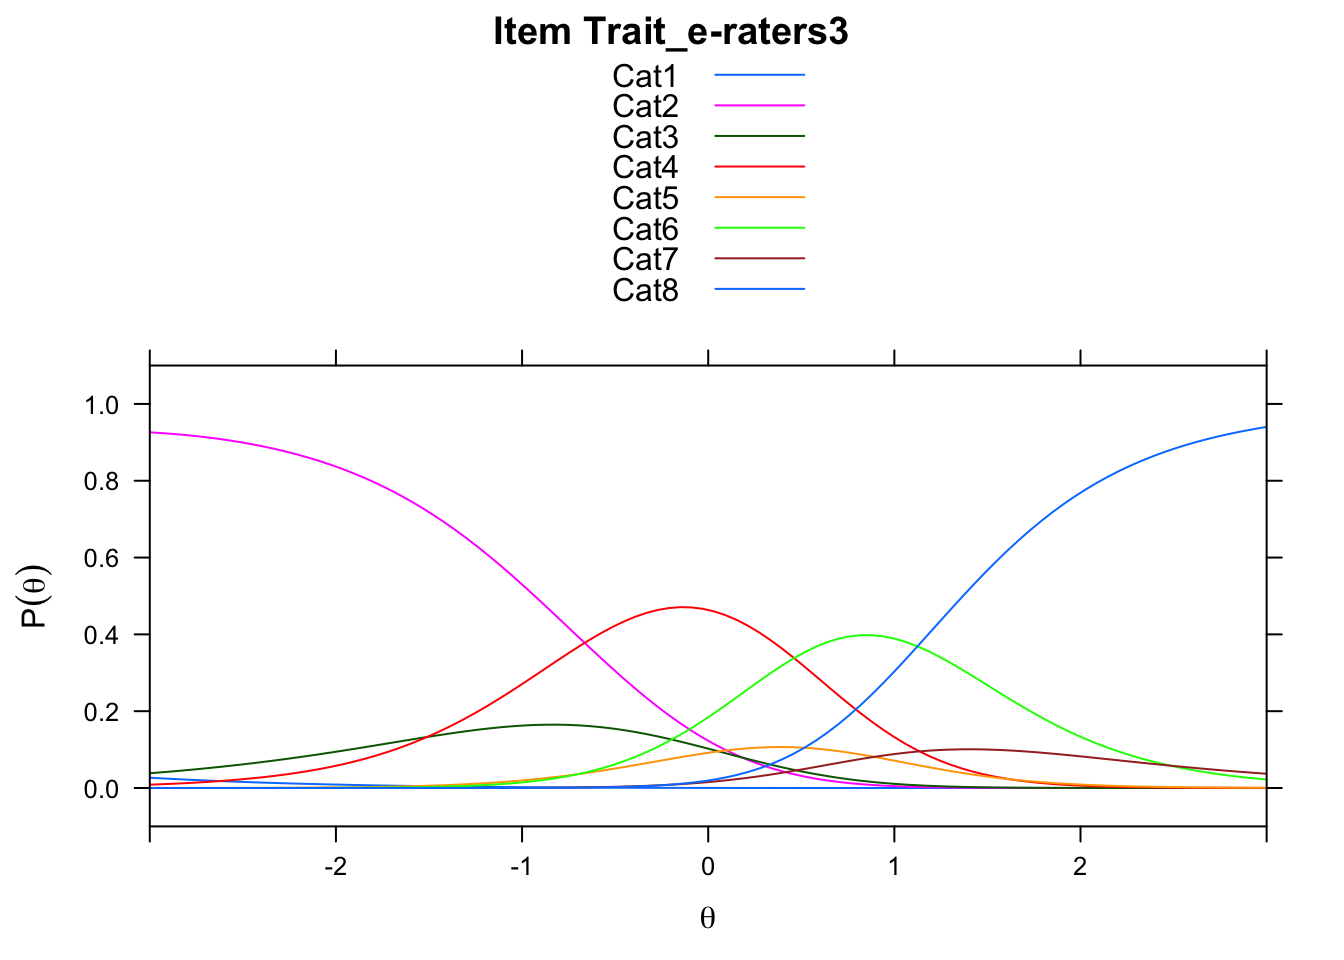 Item Trait_e-raters3
Cat1
Cat2
Cat3
Cat4
Cat5
Cat6
Cat7
Cat8
1.0
0.8
0.6
0.4
0.2
0.0
P(θ)
-2 -1 0 1 2
θ